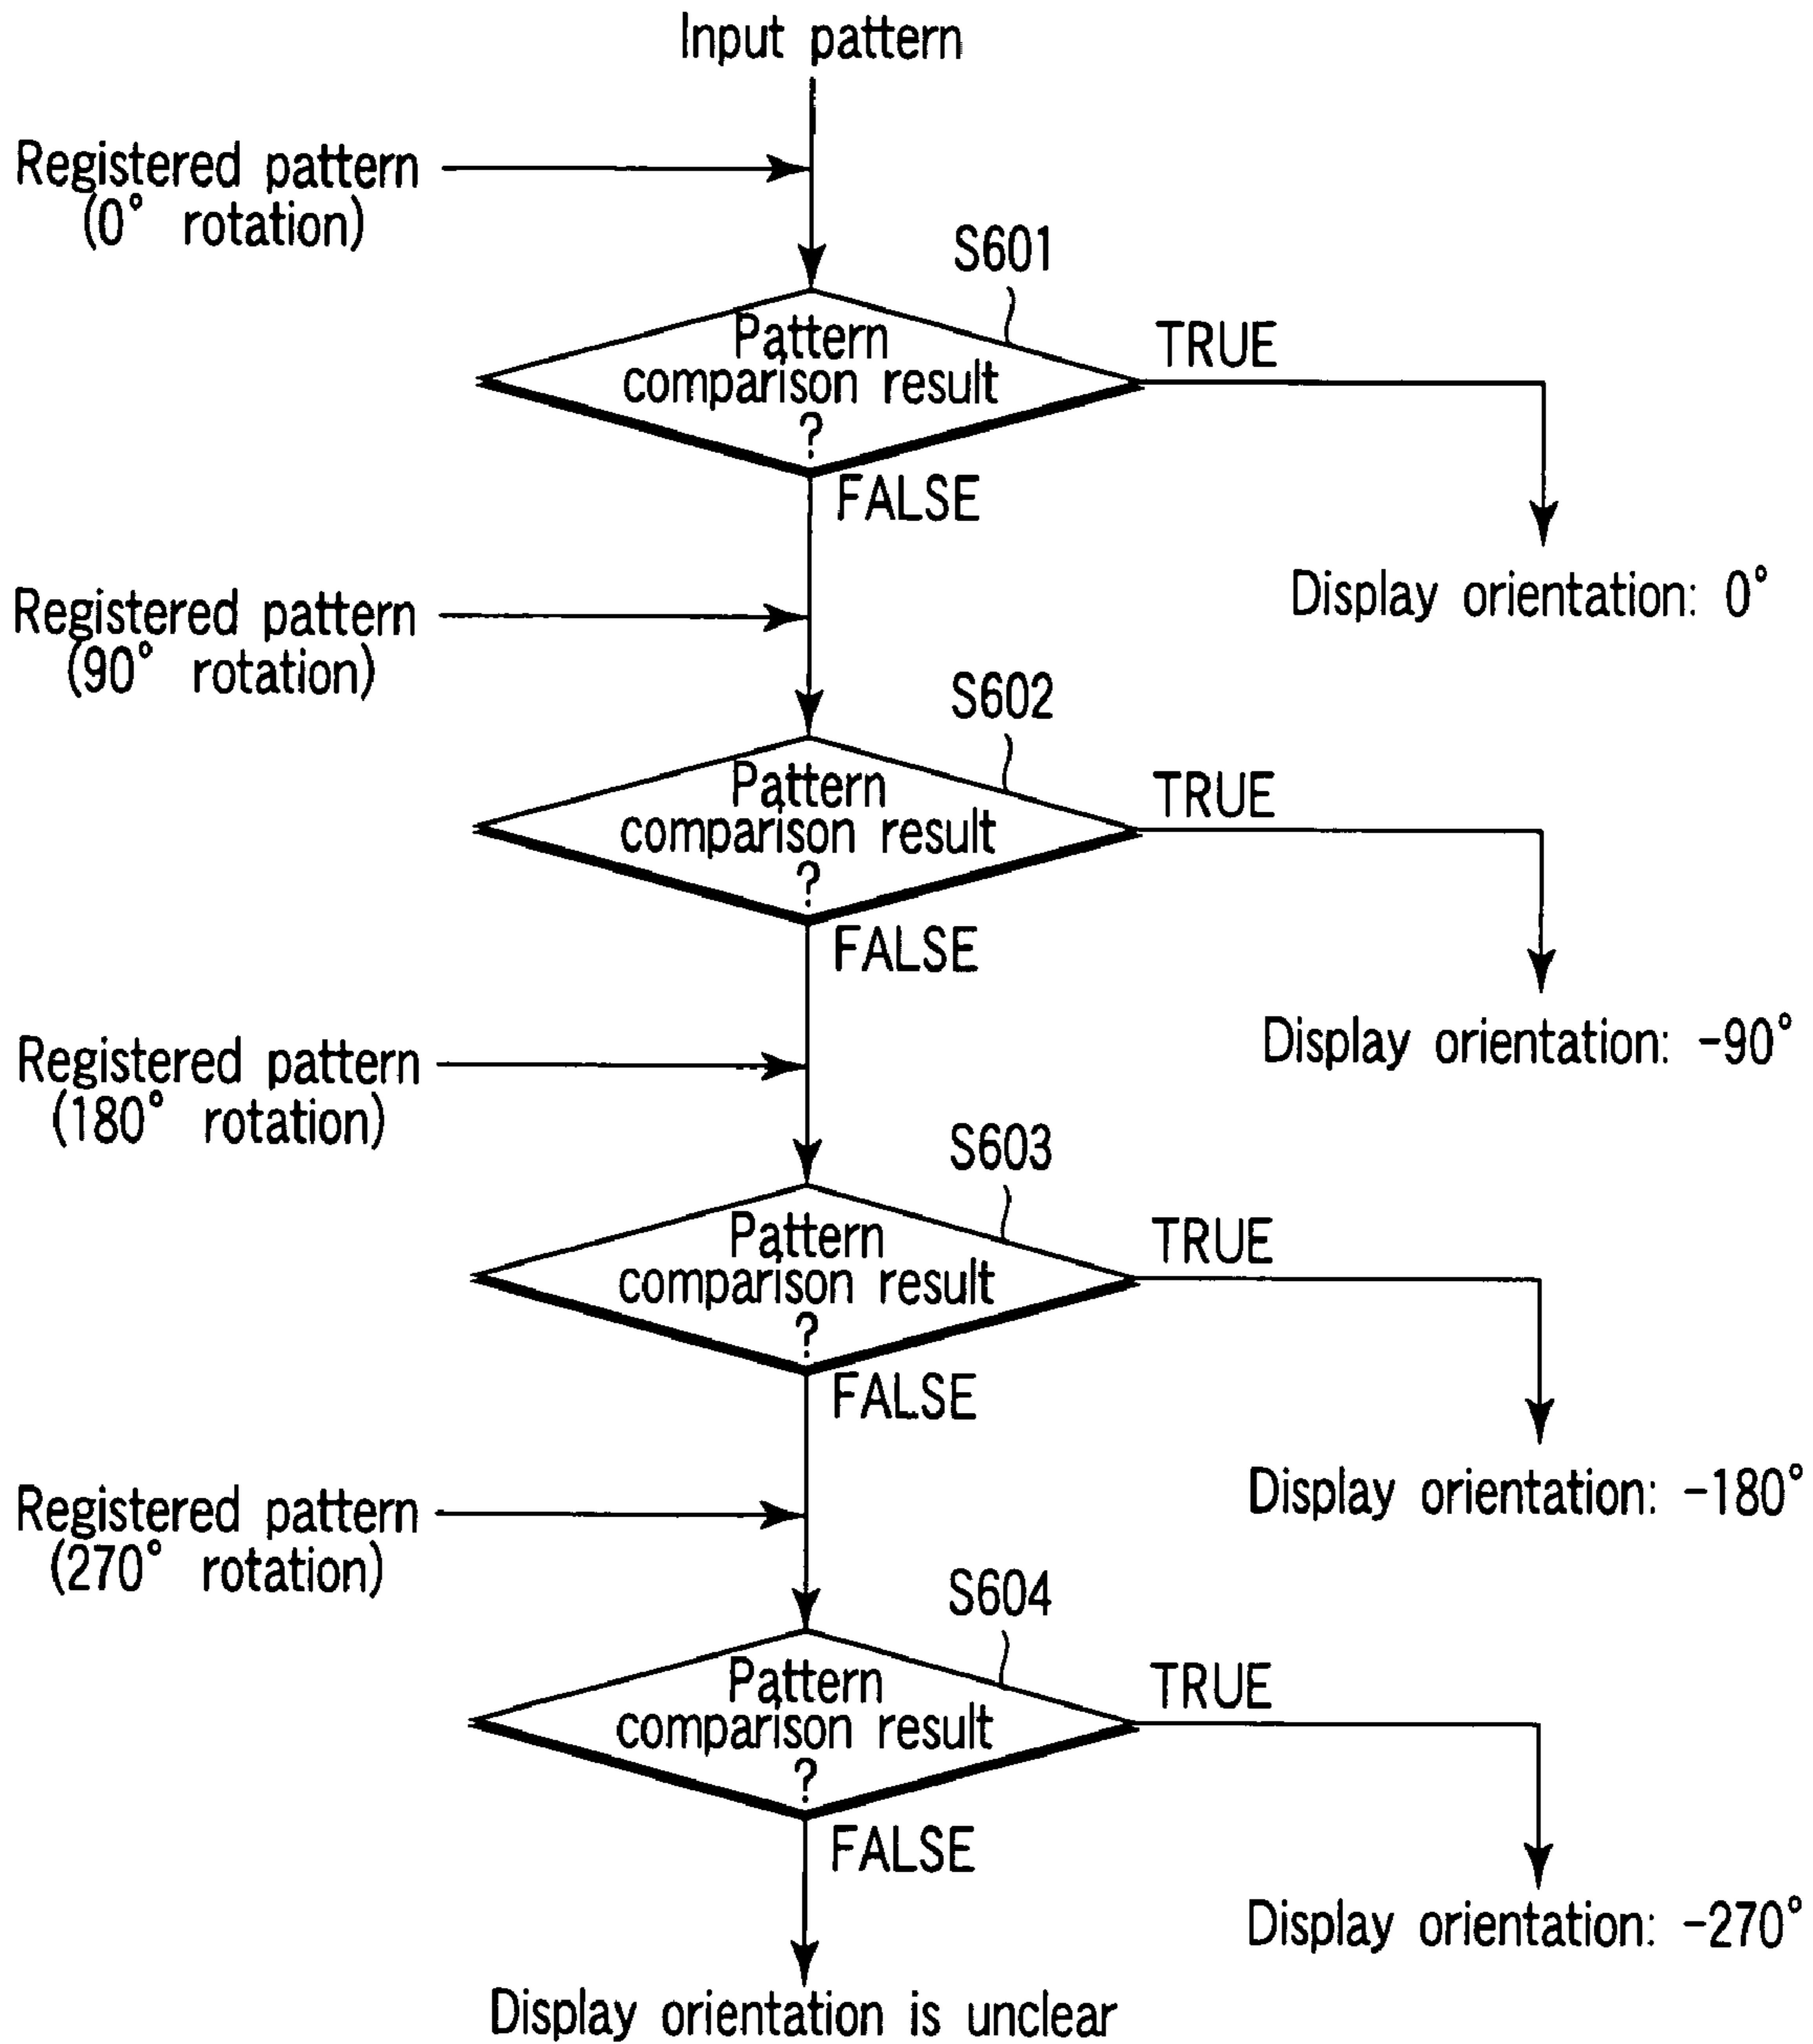 Input pattern
Registered pattern
(0° rotation)
S601
Pattern
comparison result
?
TRUE
FALSE
Display orientation: 0°
Registered pattern
(90° rotation)
S602
Pattern
comparison result
?
TRUE
FALSE
Display orientation: -90°
Registered pattern
(180° rotation)
S603
Pattern
comparison result
?
TRUE
FALSE
Display orientation: -180°
Registered pattern
(270° rotation)
S604
Pattern
comparison result
?
TRUE
FALSE
Display orientation: -270°
Display orientation is unclear